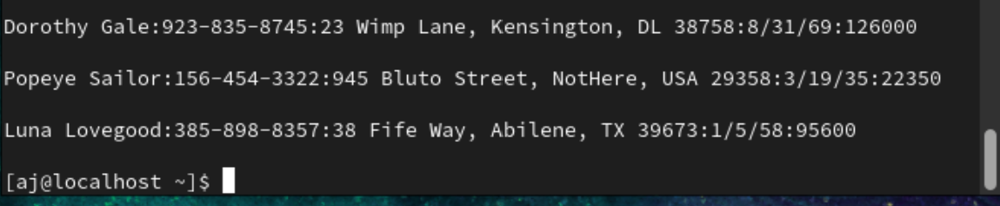 Dorothy Gale:923-835-8745:23 Wimp Lane, Kensington, DL 38758:8/31/69:126000
Popeye Sailor:156-454-3322:945 Bluto Street, NotHere, USA 29358:3/19/35:22350
Luna Lovegood:385-898-8357:38 Fife Way, Abilene, TX 39673:1/5/58:95600
[aj@localhost ~]$